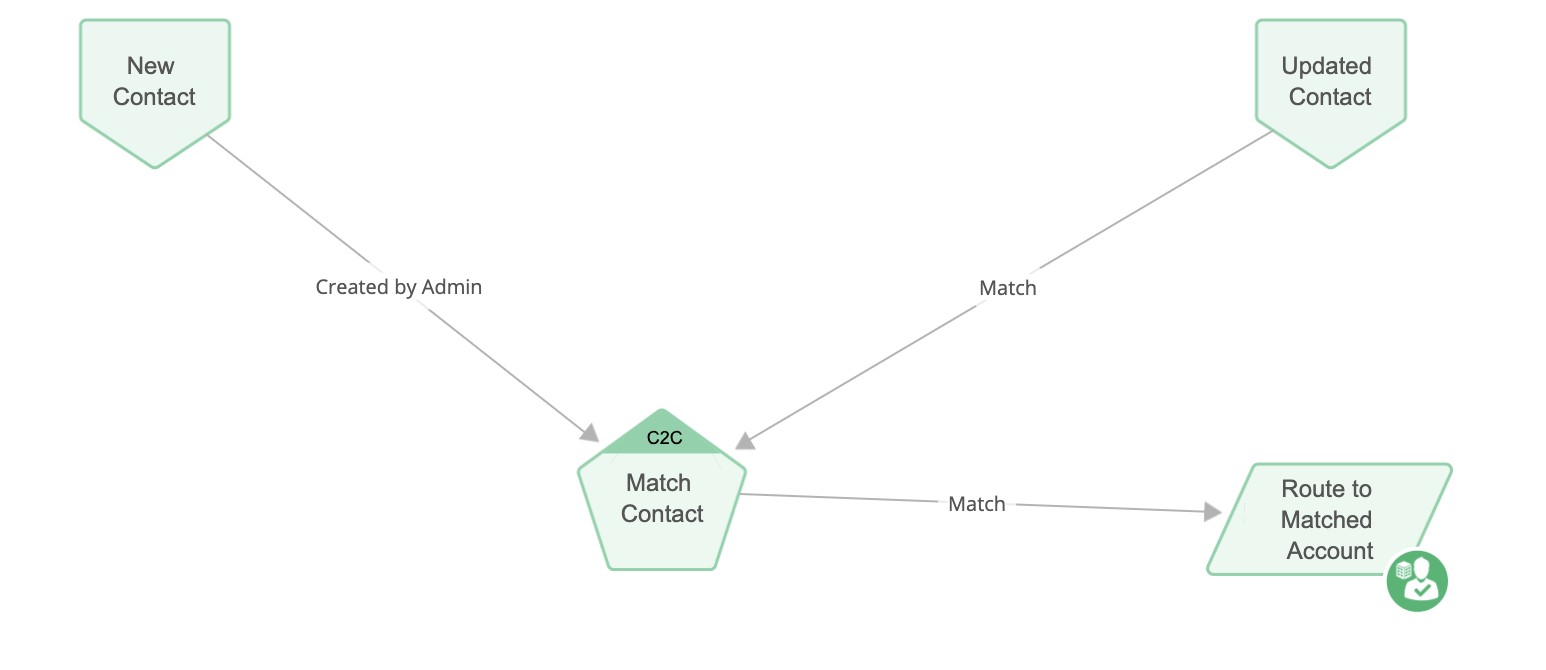 New
Contact
Updated
Contact
Created by Admin
Match
C2C
Match
Contact
Match
Route to
Matched
Account